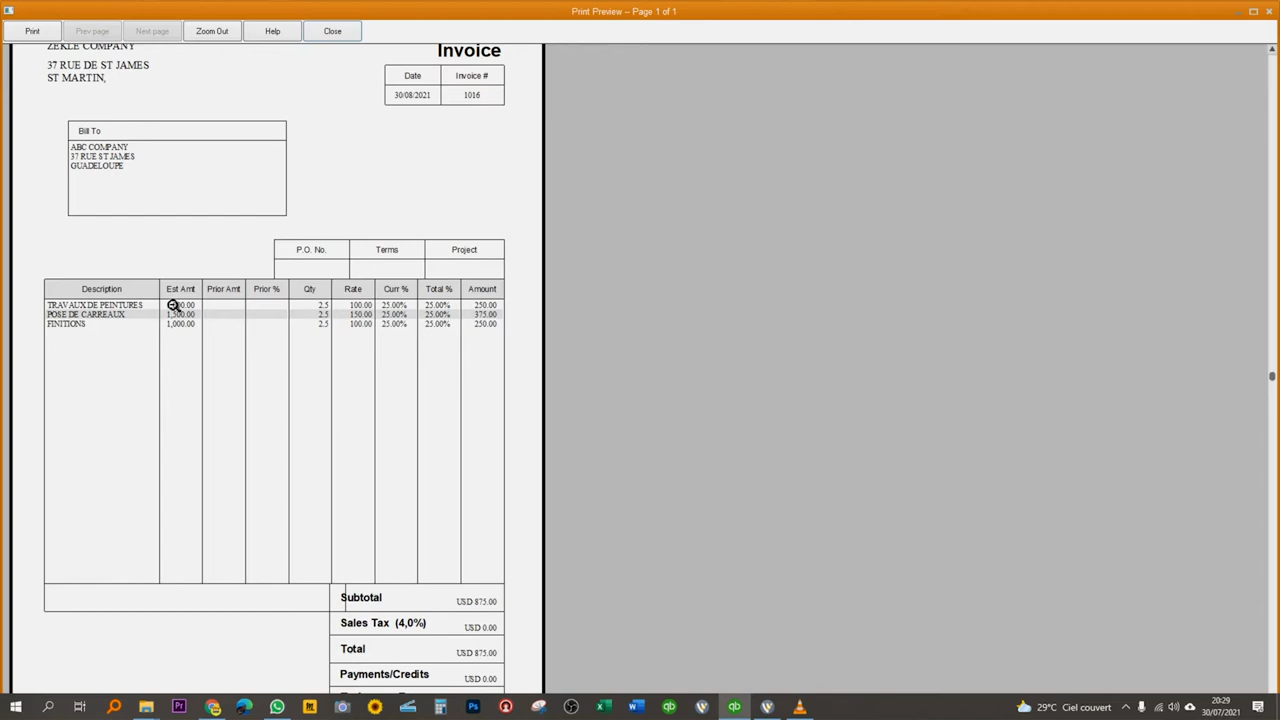 Print Preview -- Page 1 of 1
Print
Prev page
Next page
Zoom Out
Help
Close
ZEKLE COMPANY
37 RUE DE ST JAMES
ST MARTIN,
Invoice
Date Invoice #
30/08/2021 1016
Bill To
ABC COMPANY
37 RUE ST JAMES
GUADELOUPE
P.O. No. Terms Project
Description Est Amt Prior Amt Prior % Qty Rate Curr % Total % Amount
TRAVAUX DE PEINTURES 2.5 100.00 25.00% 25.00% 250.00
POSE DE CARREAUX 1,500.00 2.5 150.00 25.00% 25.00% 375.00
FINITIONS 1,000.00 2.5 100.00 25.00% 25.00% 250.00
Subtotal USD 875.00
Sales Tax (4,0%) USD 0.00
Total USD 875.00
Payments/Credits USD 0.00
29°C Ciel couvert
20:29
30/07/2021